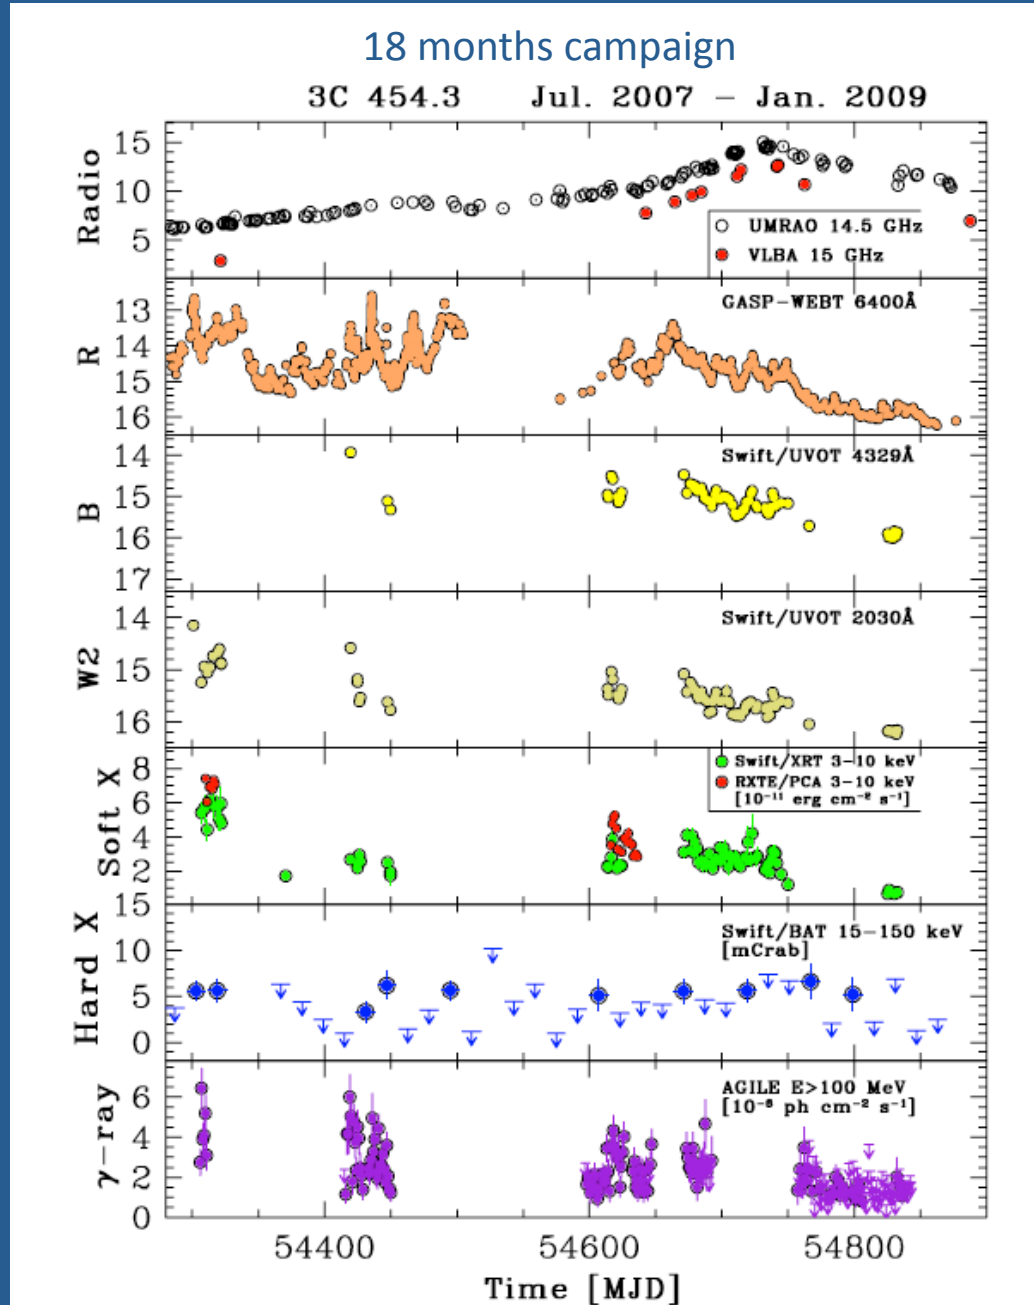 18 months campaign
3C 454.3 Jul. 2007 – Jan. 2009
Radio
15
10
5
UMRAO 14.5 GHz
VLBA 15 GHz
R
13
14
15
16
GASP-WEBT 6400Å
B
14
15
16
17
Swift/UVOT 4329Å
W2
14
15
16
Swift/UVOT 2030Å
Soft X
8
6
4
2
Swift/XRT 3-10 keV
RXTE/PCA 3-10 keV
[10⁻¹¹ erg cm⁻² s⁻¹]
Hard X
15
10
5
0
Swift/BAT 15-150 keV
[mCrab]
γ-ray
6
4
2
0
AGILE E>100 MeV
[10⁻⁶ ph cm⁻² s⁻¹]
54400 54600 54800
Time [MJD]